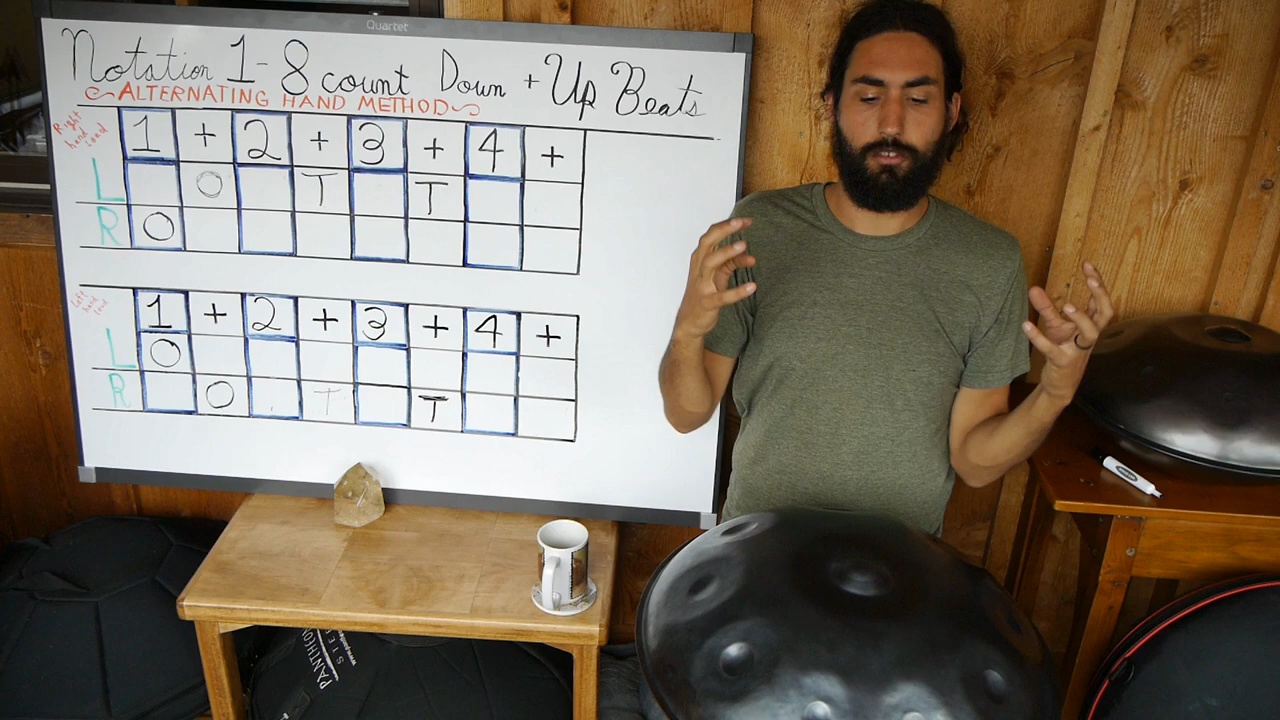 Quartet
Notation 1-8 count Down + Up Beats
~ALTERNATING HAND METHOD~
Right hand Lead
1 + 2 + 3 + 4 +
L O T T
R O
Left hand Lead
1 + 2 + 3 + 4 +
L O
R O T T
PANTHEON
STEEL